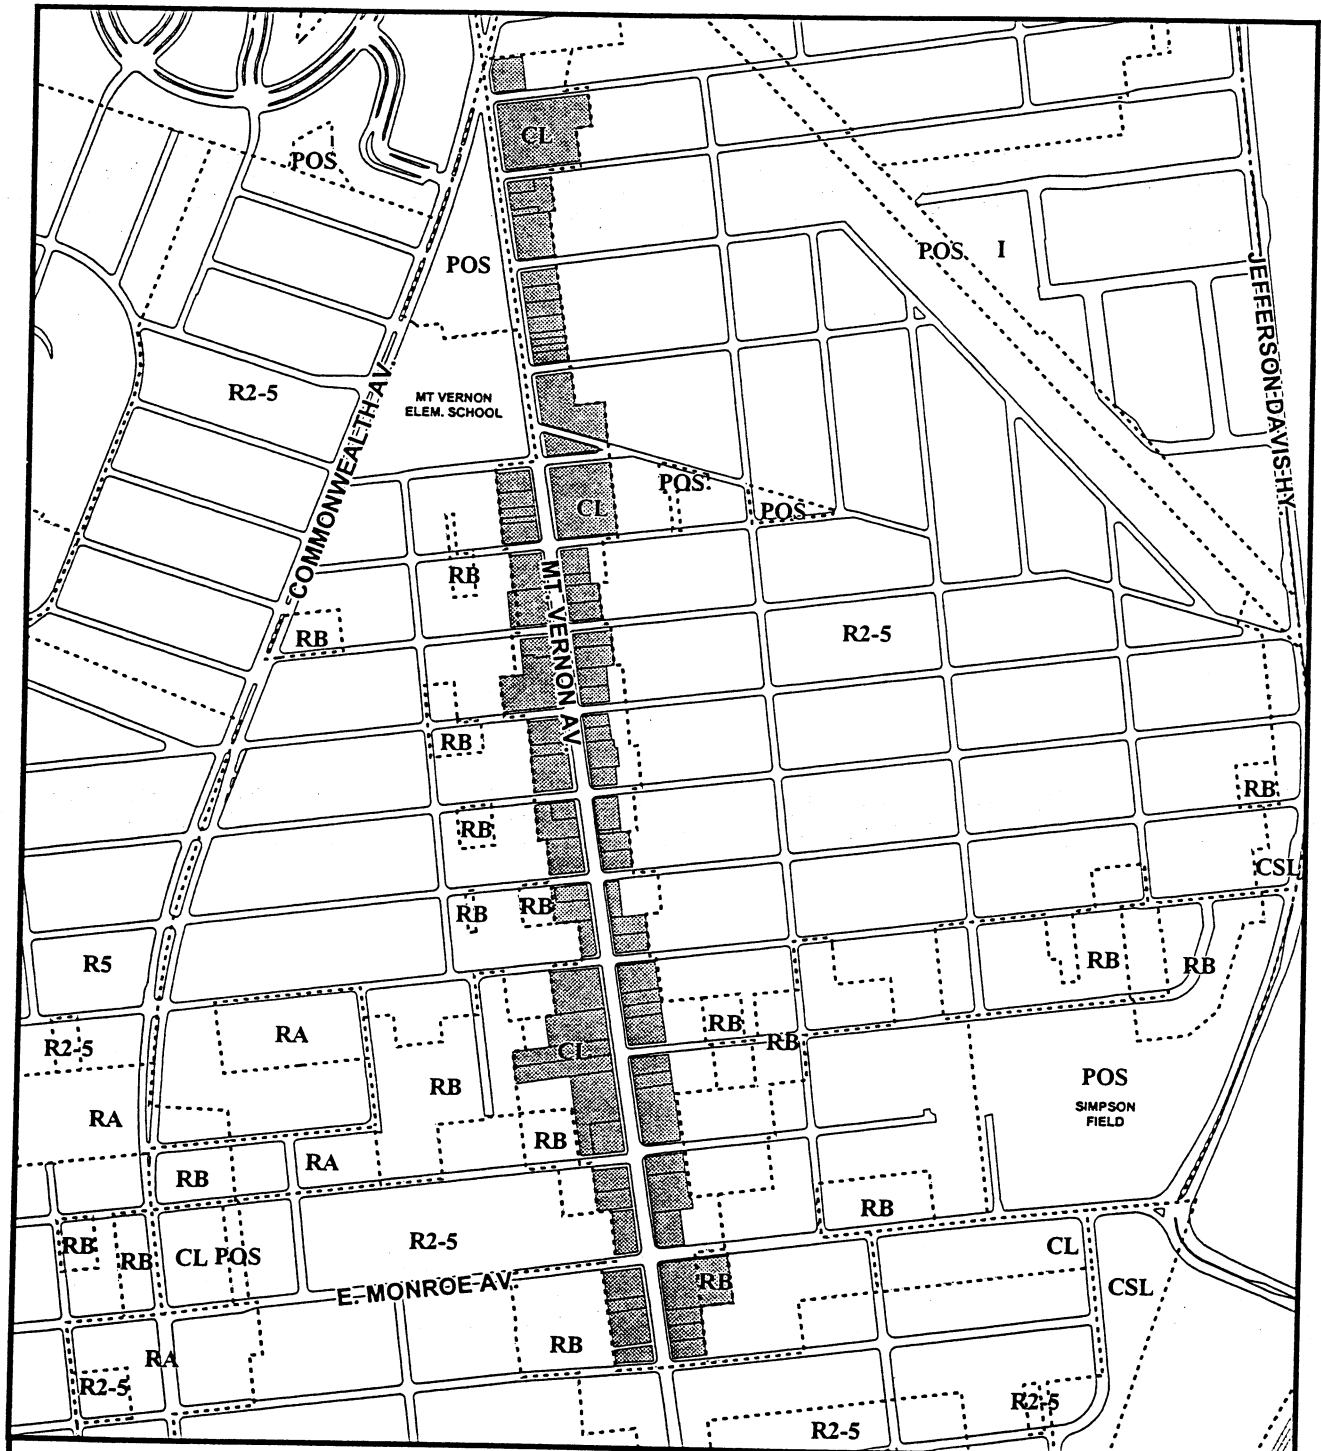 CL
POS
POS
POS I
JEFFERSON DAVIS HY
R2-5
COMMONWEALTH AV
MT VERNON
ELEM. SCHOOL
POS
CL
POS
MT VERNON AV
RB
RB
R2-5
RB
RB
RB
CSL
RB
RB
R5
RB
RB
RB
RA
R2-5
RB
CL
RB
POS
RB
SIMPSON
FIELD
RA
RB
RA
RB
RB
R2-5
CL
RB
RB
CL POS
RB
CSL
E. MONROE AV
RB
RA
R2-5
R2-5
R2-5